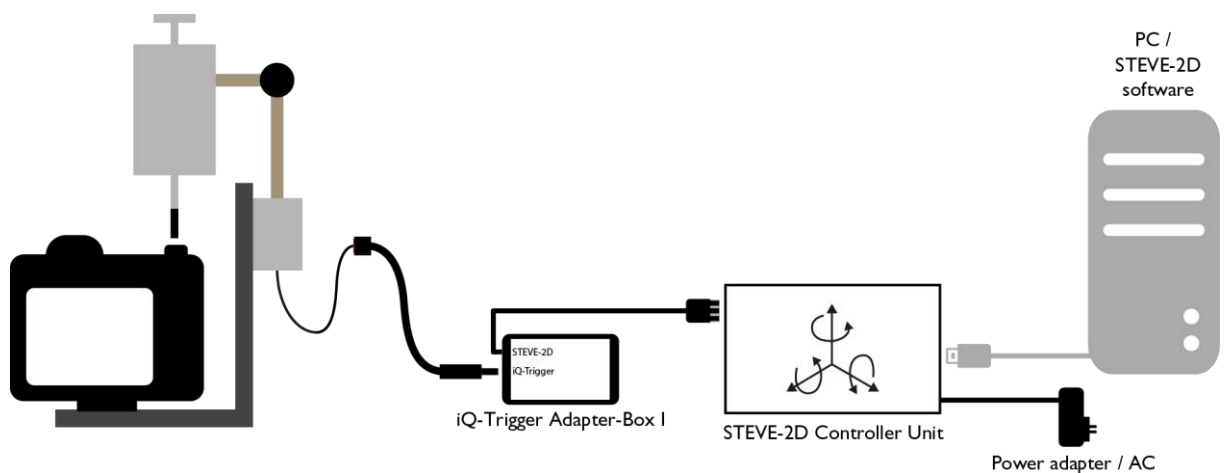 PC /
STEVE-2D
software
STEVE-2D
iQ-Trigger
iQ-Trigger Adapter-Box I
STEVE-2D Controller Unit
Power adapter / AC